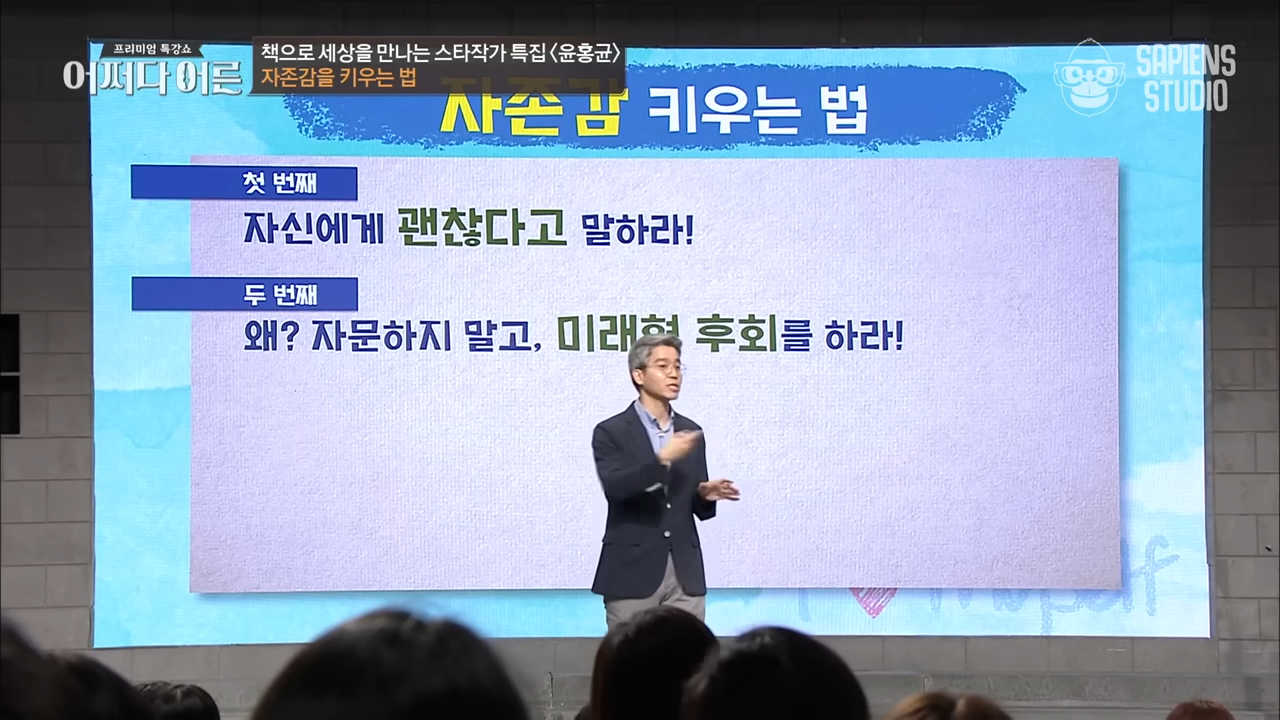 프리미엄 특강쇼
어쩌다 어른
책으로 세상을 만나는 스타작가 특집 〈윤홍균〉
자존감을 키우는 법
SAPIENS
STUDIO
자존감 키우는 법
첫 번째
자신에게 괜찮다고 말하라!
두 번째
왜? 자문하지 말고, 미래형 후회를 하라!